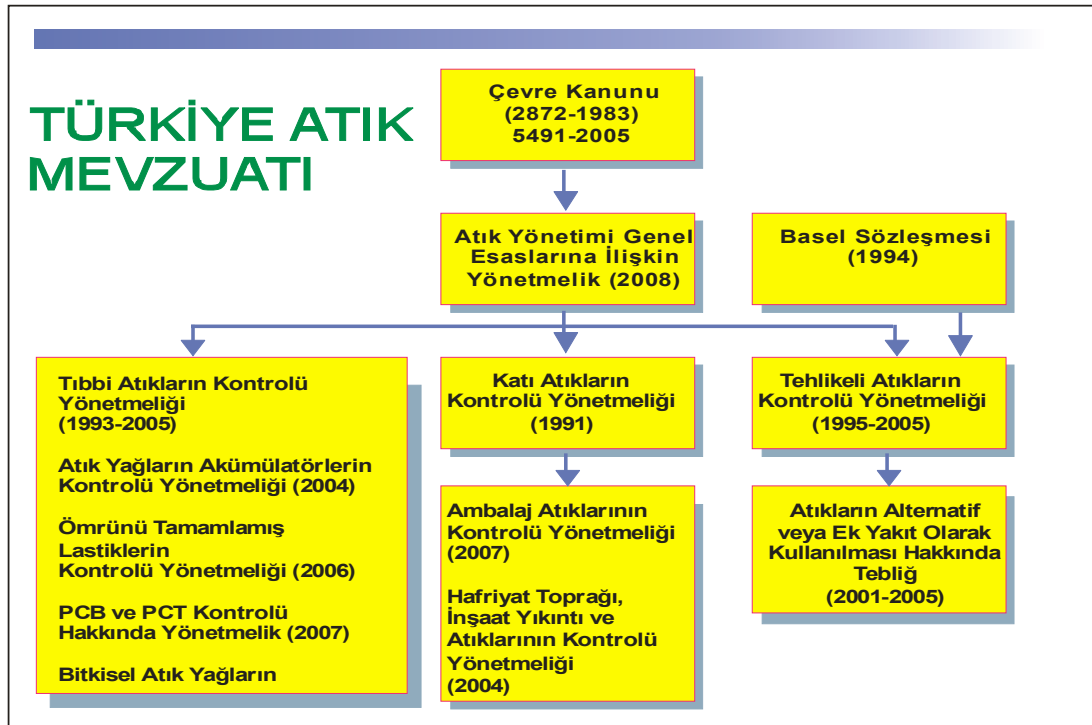 TÜRKİYE ATIK
MEVZUATI
Çevre Kanunu
(2872-1983)
5491-2005
Atık Yönetimi Genel
Esaslarına İlişkin
Yönetmelik (2008)
Basel Sözleşmesi
(1994)
Tıbbi Atıkların Kontrolü
Yönetmeliği
(1993-2005)
Atık Yağların Akümülatörlerin
Kontrolü Yönetmeliği (2004)
Ömrünü Tamamlamış
Lastiklerin
Kontrolü Yönetmeliği (2006)
PCB ve PCT Kontrolü
Hakkında Yönetmelik (2007)
Bitkisel Atık Yağların
Katı Atıkların
Kontrolü Yönetmeliği
(1991)
Ambalaj Atıklarının
Kontrolü Yönetmeliği
(2007)
Hafriyat Toprağı,
İnşaat Yıkıntı ve
Atıklarının Kontrolü
Yönetmeliği
(2004)
Tehlikeli Atıkların
Kontrolü Yönetmeliği
(1995-2005)
Atıkların Alternatif
veya Ek Yakıt Olarak
Kullanılması Hakkında
Tebliğ
(2001-2005)